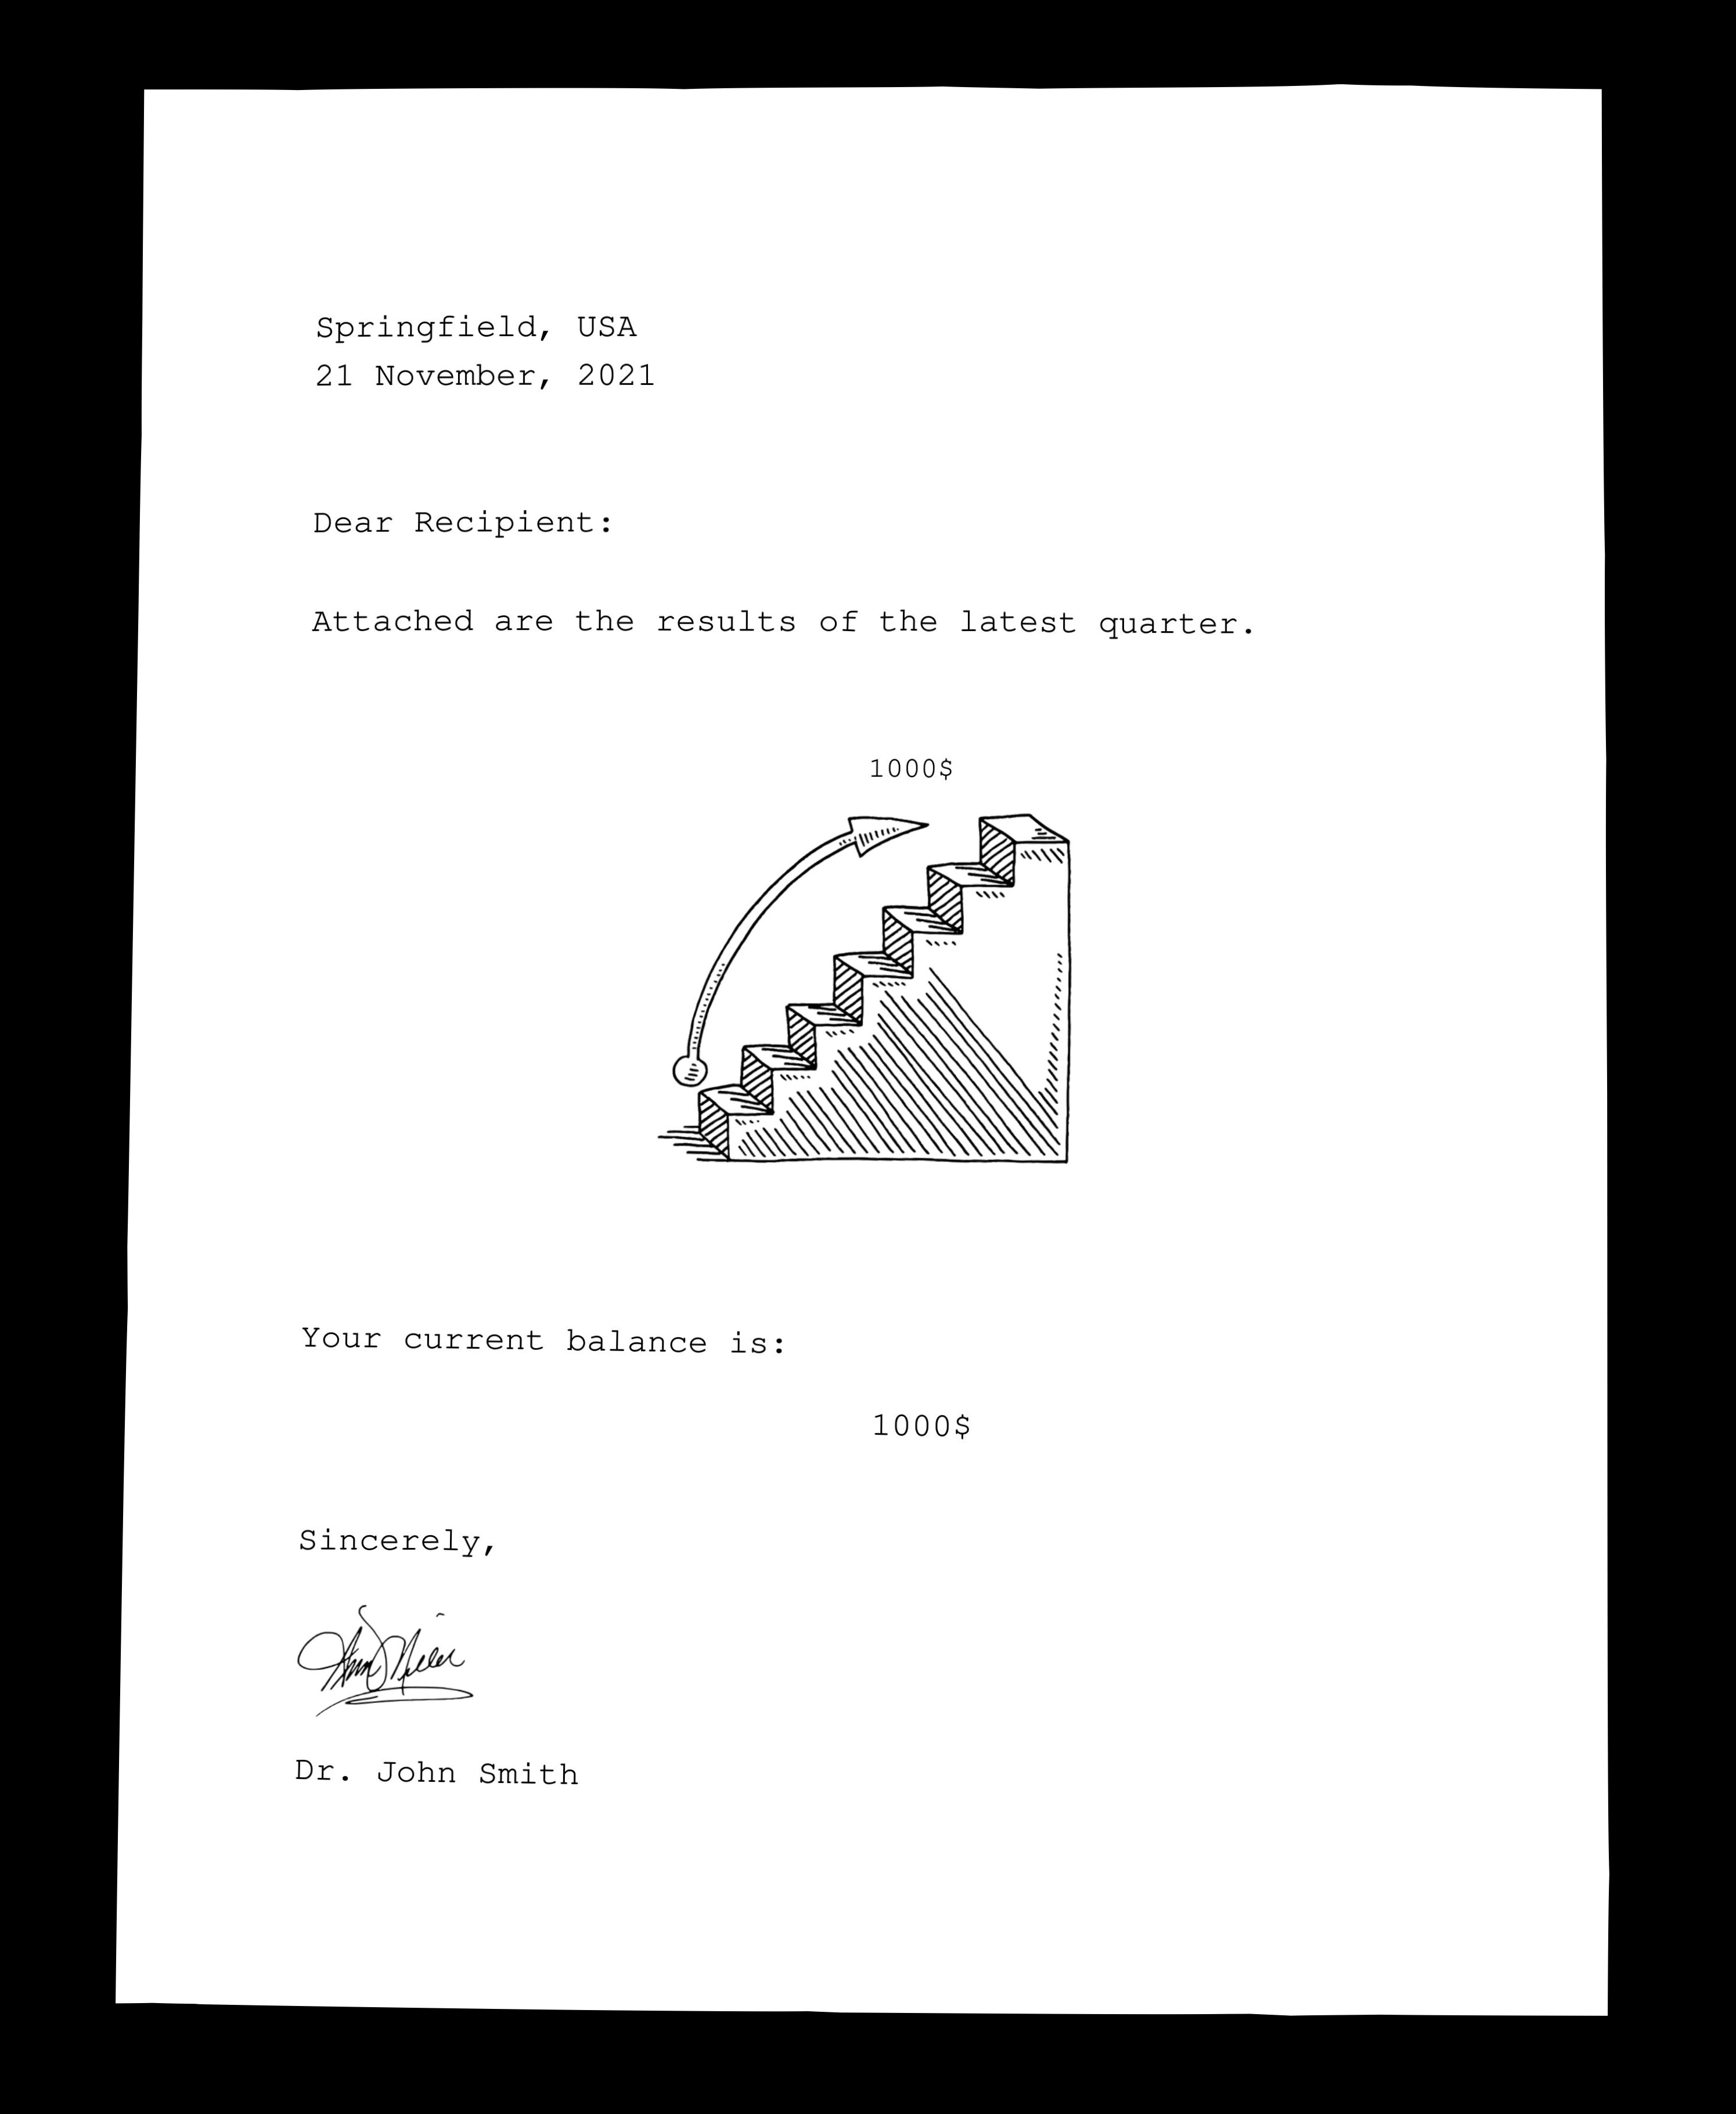 Springfield, USA
21 November, 2021
Dear Recipient:
Attached are the results of the latest quarter.
1000$
Your current balance is:
1000$
Sincerely,
Dr. John Smith